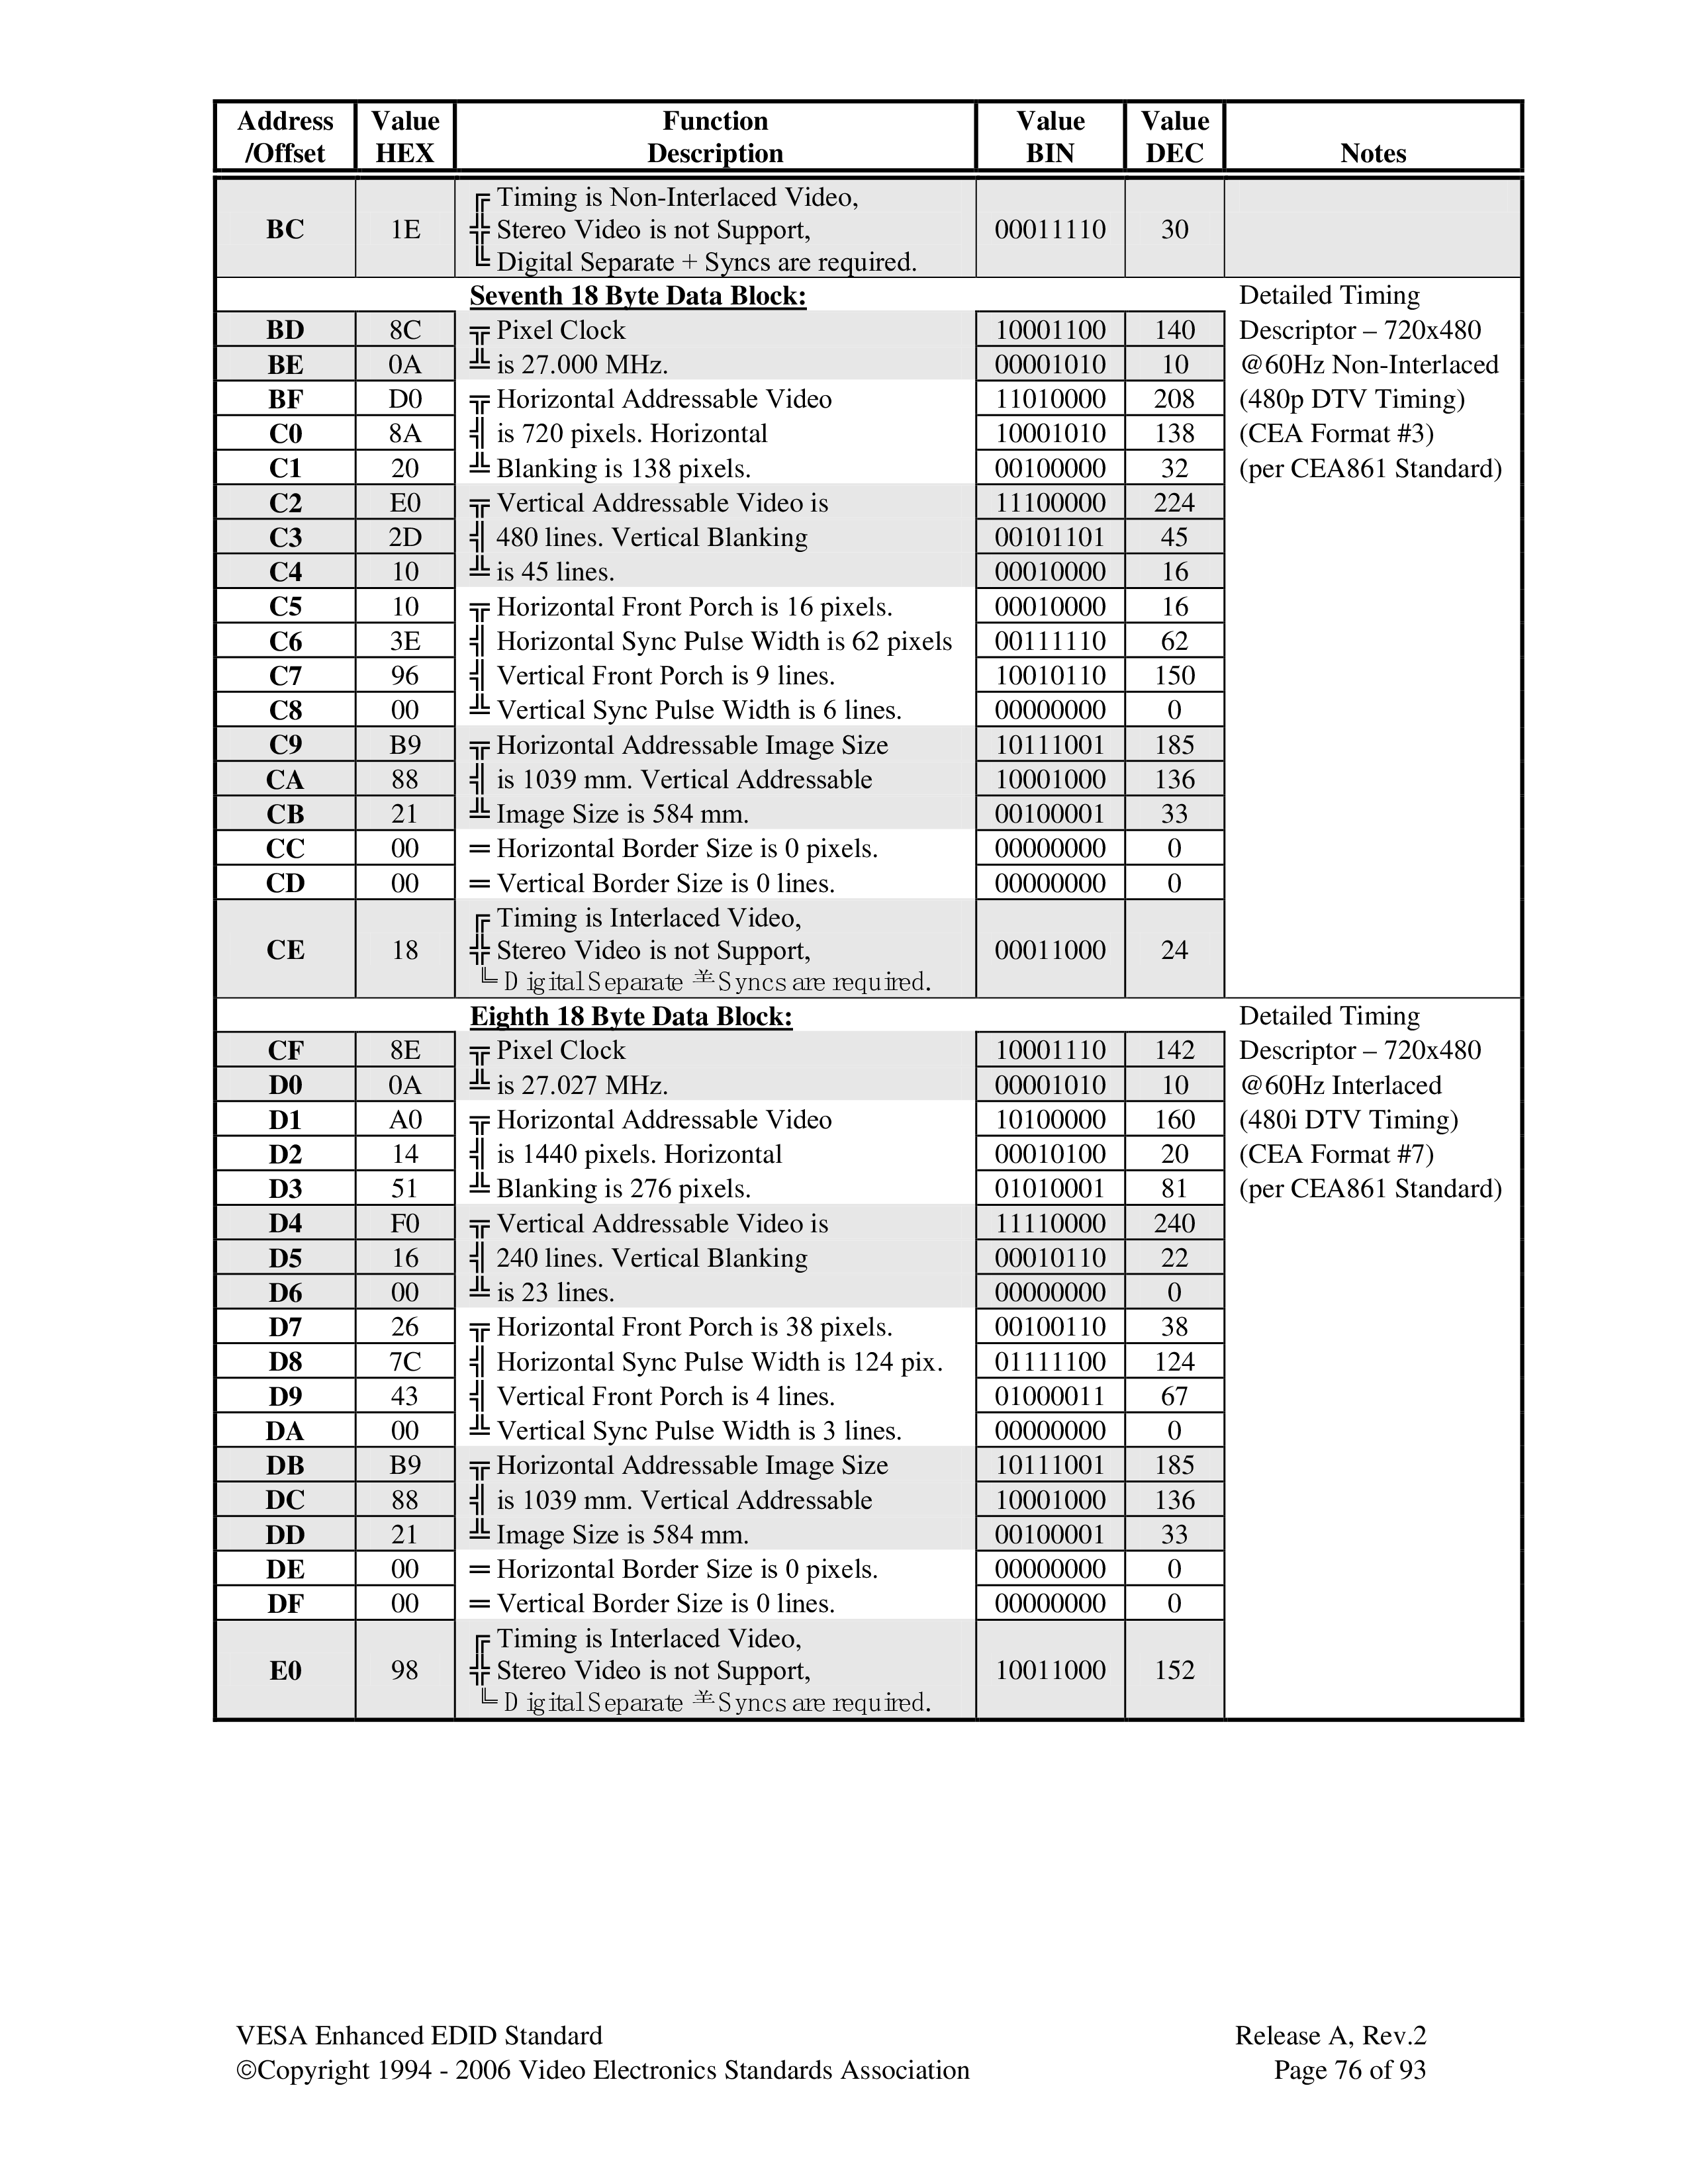 Address Value Function Value Value
/Offset HEX Description BIN DEC Notes
╔ Timing is Non-Interlaced Video,
BC 1E ╬ Stereo Video is not Support, 00011110 30
╚ Digital Separate + Syncs are required.
Seventh 18 Byte Data Block: Detailed Timing
BD 8C ╦ Pixel Clock 10001100 140 Descriptor – 720x480
BE 0A ╩ is 27.000 MHz. 00001010 10 @60Hz Non-Interlaced
BF D0 ╦ Horizontal Addressable Video 11010000 208 (480p DTV Timing)
C0 8A ╣ is 720 pixels. Horizontal 10001010 138 (CEA Format #3)
C1 20 ╩ Blanking is 138 pixels. 00100000 32 (per CEA861 Standard)
C2 E0 ╦ Vertical Addressable Video is 11100000 224
C3 2D ╣ 480 lines. Vertical Blanking 00101101 45
C4 10 ╩ is 45 lines. 00010000 16
C5 10 ╦ Horizontal Front Porch is 16 pixels. 00010000 16
C6 3E ╣ Horizontal Sync Pulse Width is 62 pixels 00111110 62
C7 96 ╣ Vertical Front Porch is 9 lines. 10010110 150
C8 00 ╩ Vertical Sync Pulse Width is 6 lines. 00000000 0
C9 B9 ╦ Horizontal Addressable Image Size 10111001 185
CA 88 ╣ is 1039 mm. Vertical Addressable 10001000 136
CB 21 ╩ Image Size is 584 mm. 00100001 33
CC 00 ═ Horizontal Border Size is 0 pixels. 00000000 0
CD 00 ═ Vertical Border Size is 0 lines. 00000000 0
╔ Timing is Interlaced Video,
CE 18 ╬ Stereo Video is not Support, 00011000 24
╚ Digital Separate Syncs are required.
Eighth 18 Byte Data Block: Detailed Timing
CF 8E ╦ Pixel Clock 10001110 142 Descriptor – 720x480
D0 0A ╩ is 27.027 MHz. 00001010 10 @60Hz Interlaced
D1 A0 ╦ Horizontal Addressable Video 10100000 160 (480i DTV Timing)
D2 14 ╣ is 1440 pixels. Horizontal 00010100 20 (CEA Format #7)
D3 51 ╩ Blanking is 276 pixels. 01010001 81 (per CEA861 Standard)
D4 F0 ╦ Vertical Addressable Video is 11110000 240
D5 16 ╣ 240 lines. Vertical Blanking 00010110 22
D6 00 ╩ is 23 lines. 00000000 0
D7 26 ╦ Horizontal Front Porch is 38 pixels. 00100110 38
D8 7C ╣ Horizontal Sync Pulse Width is 124 pix. 01111100 124
D9 43 ╣ Vertical Front Porch is 4 lines. 01000011 67
DA 00 ╩ Vertical Sync Pulse Width is 3 lines. 00000000 0
DB B9 ╦ Horizontal Addressable Image Size 10111001 185
DC 88 ╣ is 1039 mm. Vertical Addressable 10001000 136
DD 21 ╩ Image Size is 584 mm. 00100001 33
DE 00 ═ Horizontal Border Size is 0 pixels. 00000000 0
DF 00 ═ Vertical Border Size is 0 lines. 00000000 0
╔ Timing is Interlaced Video,
E0 98 ╬ Stereo Video is not Support, 10011000 152
╚ Digital Separate Syncs are required.
VESA Enhanced EDID Standard Release A, Rev.2
©Copyright 1994 - 2006 Video Electronics Standards Association Page 76 of 93